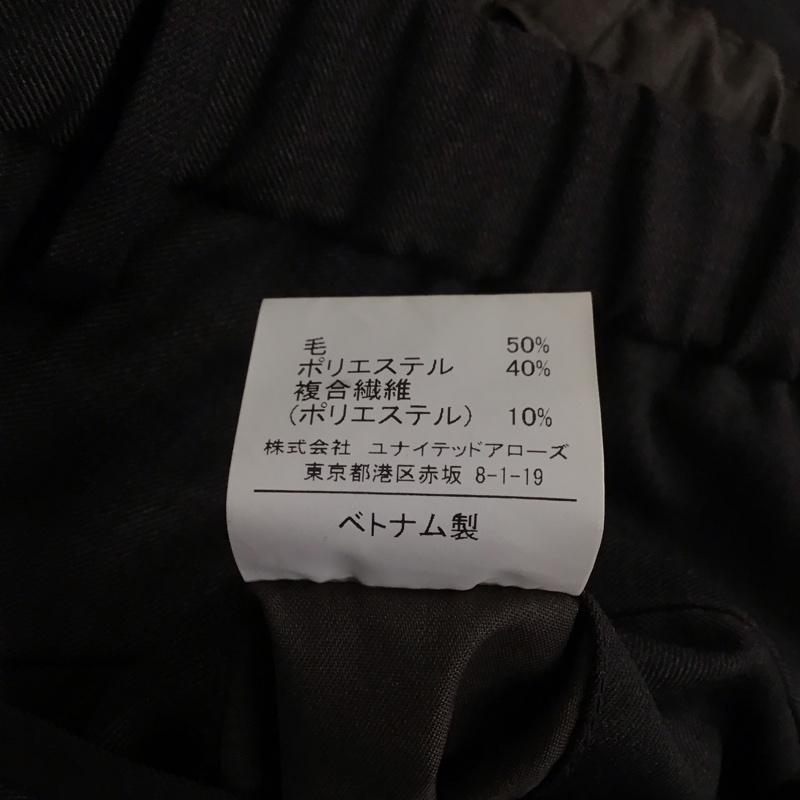 毛 50%
ポリエステル 40%
複合繊維
(ポリエステル) 10%
株式会社 ユナイテッドアローズ
東京都港区赤坂 8-1-19
ベトナム製